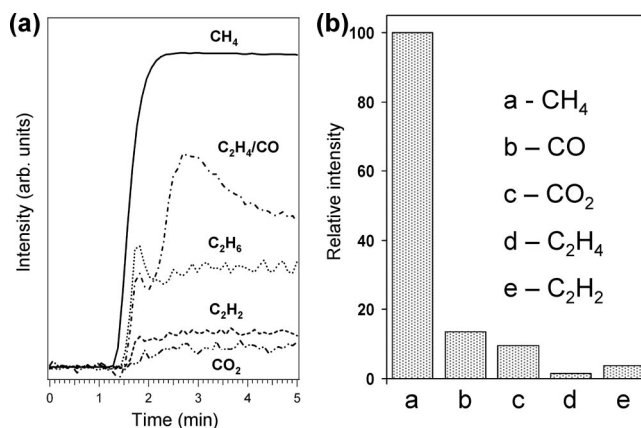 (a)
CH₄
C₂H₄/CO
C₂H₆
C₂H₂
CO₂
Intensity (arb. units)
0 1 2 3 4 5
Time (min)
(b)
100
80
60
40
20
0
Relative intensity
a - CH₄
b – CO
c – CO₂
d – C₂H₄
e – C₂H₂
a b c d e